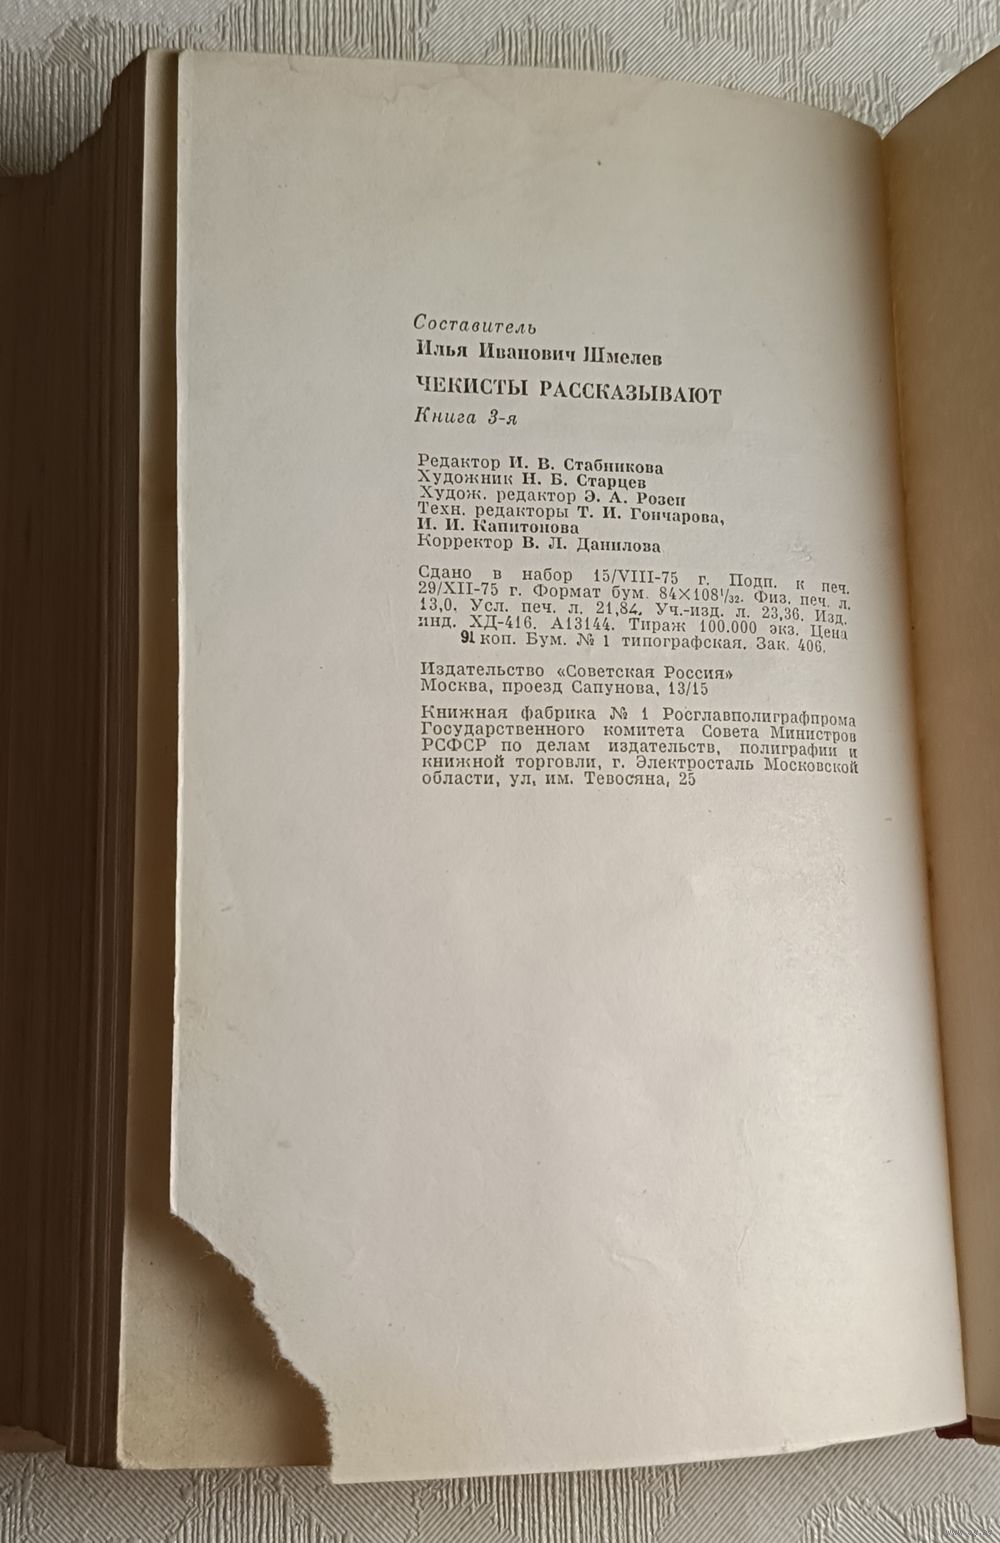 Составитель
Илья Иванович Шмелев
ЧЕКИСТЫ РАССКАЗЫВАЮТ
Книга 3-я
Редактор И. В. Стабникова
Художник Н. Б. Старцев
Худож. редактор Э. А. Розен
Техн. редакторы Т. И. Гончарова,
И. И. Капитонова
Корректор В. Л. Данилова
Сдано в набор 15/VIII-75 г. Подп. к печ.
29/XII-75 г. Формат бум. 84×108¹/₃₂. Физ. печ. л.
13,0. Усл. печ. л. 21,84. Уч.-изд. л. 23,36. Изд.
инд. ХД-416. А13144. Тираж 100.000 экз. Цена
91 коп. Бум. № 1 типографская. Зак. 406.
Издательство «Советская Россия»
Москва, проезд Сапунова, 13/15
Книжная фабрика № 1 Росглавполиграфпрома
Государственного комитета Совета Министров
РСФСР по делам издательств, полиграфии и
книжной торговли, г. Электросталь Московской
области, ул. им. Тевосяна, 25